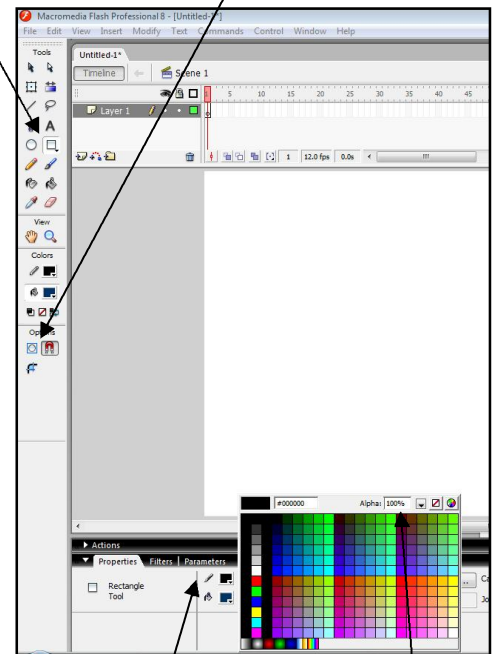 Macromedia Flash Professional 8 - [Untitled-1*]
File Edit View Insert Modify Text Commands Control Window Help
Tools
Untitled-1*
Timeline Scene 1
1 5 10 15 20 25 30 35 40 45
Layer 1
A
1 12.0 fps 0.0s
View
Colors
Options
#000000 Alpha: 100%
Actions
Properties Filters Parameters
Rectangle
Tool